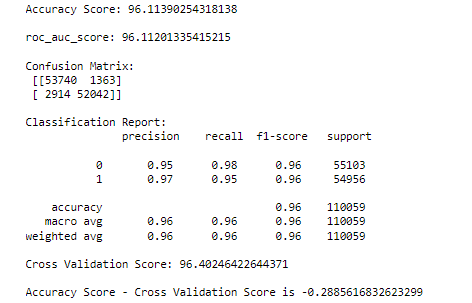 Accuracy Score: 96.11390254318138
roc_auc_score: 96.11201335415215
Confusion Matrix:
[[53740 1363]
[ 2914 52042]]
Classification Report:
precision recall f1-score support
0 0.95 0.98 0.96 55103
1 0.97 0.95 0.96 54956
accuracy 0.96 110059
macro avg 0.96 0.96 0.96 110059
weighted avg 0.96 0.96 0.96 110059
Cross Validation Score: 96.40246422644371
Accuracy Score - Cross Validation Score is -0.2885616832623299